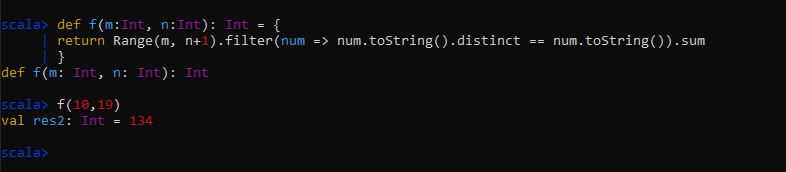 scala> def f(m:Int, n:Int): Int = {
| return Range(m, n+1).filter(num => num.toString().distinct == num.toString()).sum
| }
def f(m: Int, n: Int): Int
scala> f(10,19)
val res2: Int = 134
scala>